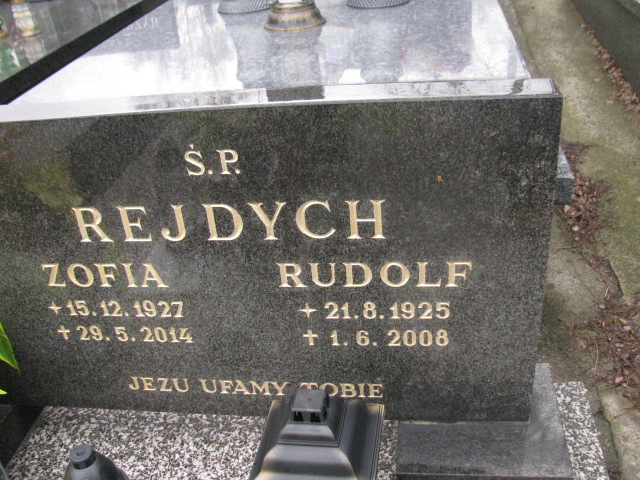 Ś.P.
REJDYCH
ZOFIA RUDOLF
15.12.1927 21.8.1925
29.5.2014 1.6.2008
JEZU UFAMY TOBIE